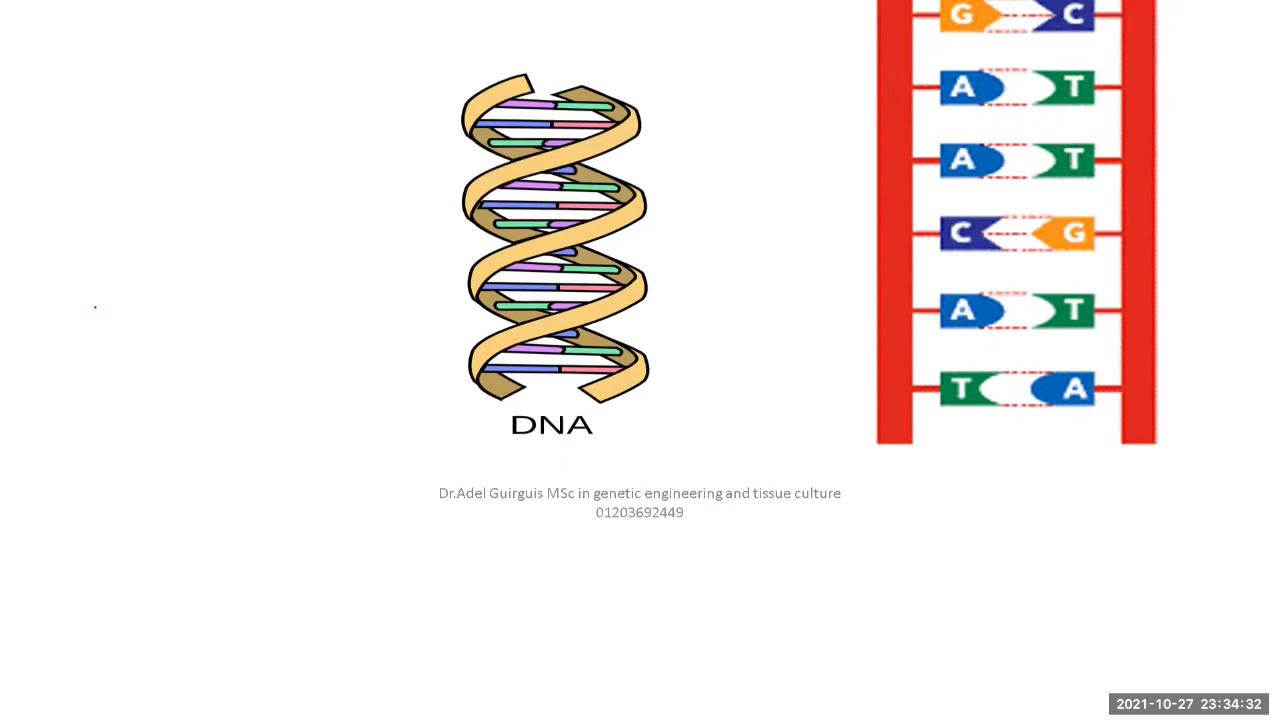 G C
A T
A T
C G
A T
T A
DNA
Dr.Adel Guirguis MSc in genetic engineering and tissue culture
01203692449
2021-10-27 23:34:32